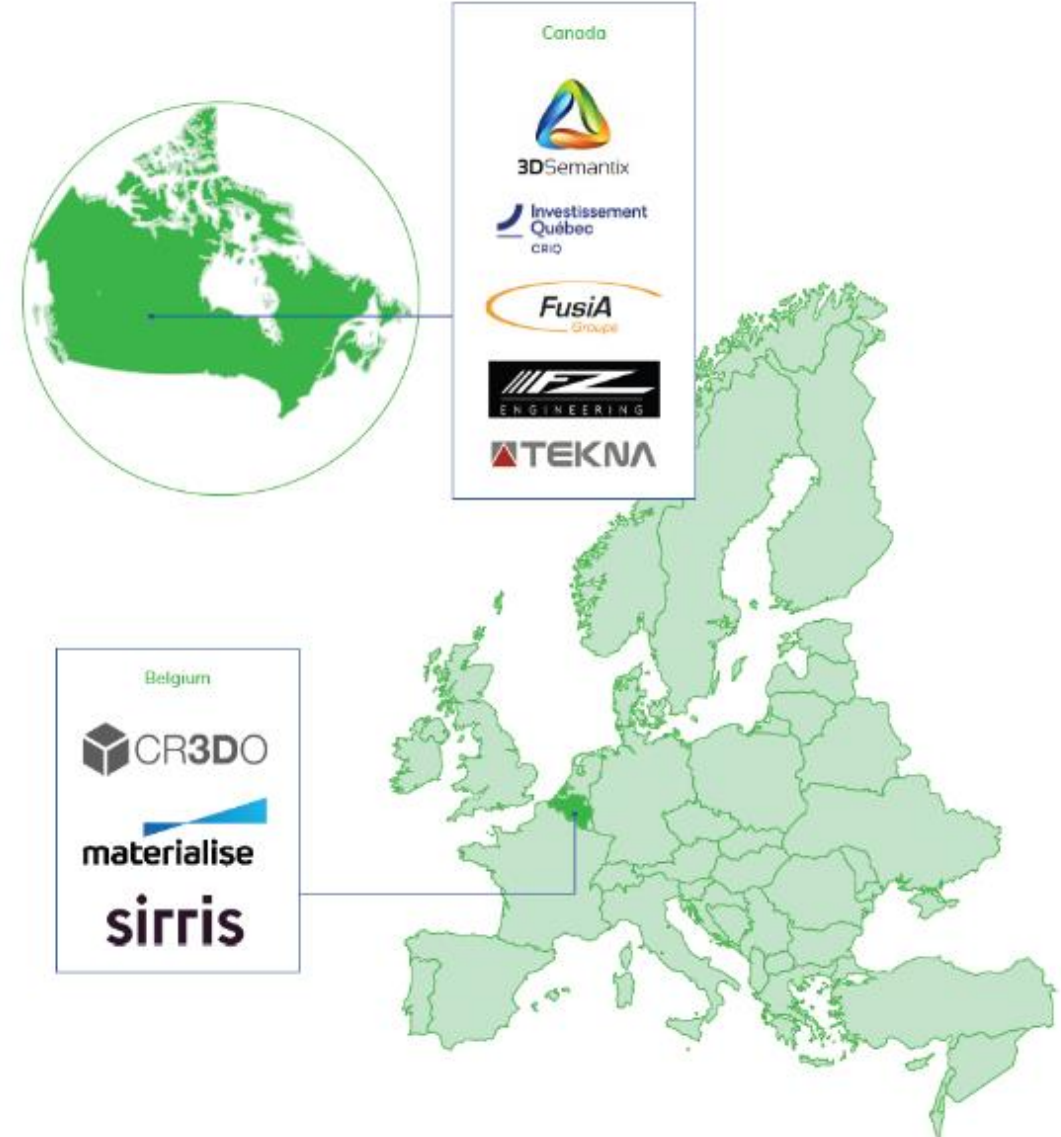 Canada
3DSemantix
Investissement
Québec
CRIQ
FusiA
Groupe
FZ
ENGINEERING
TEKNA
Belgium
CR3DO
materialise
sirris